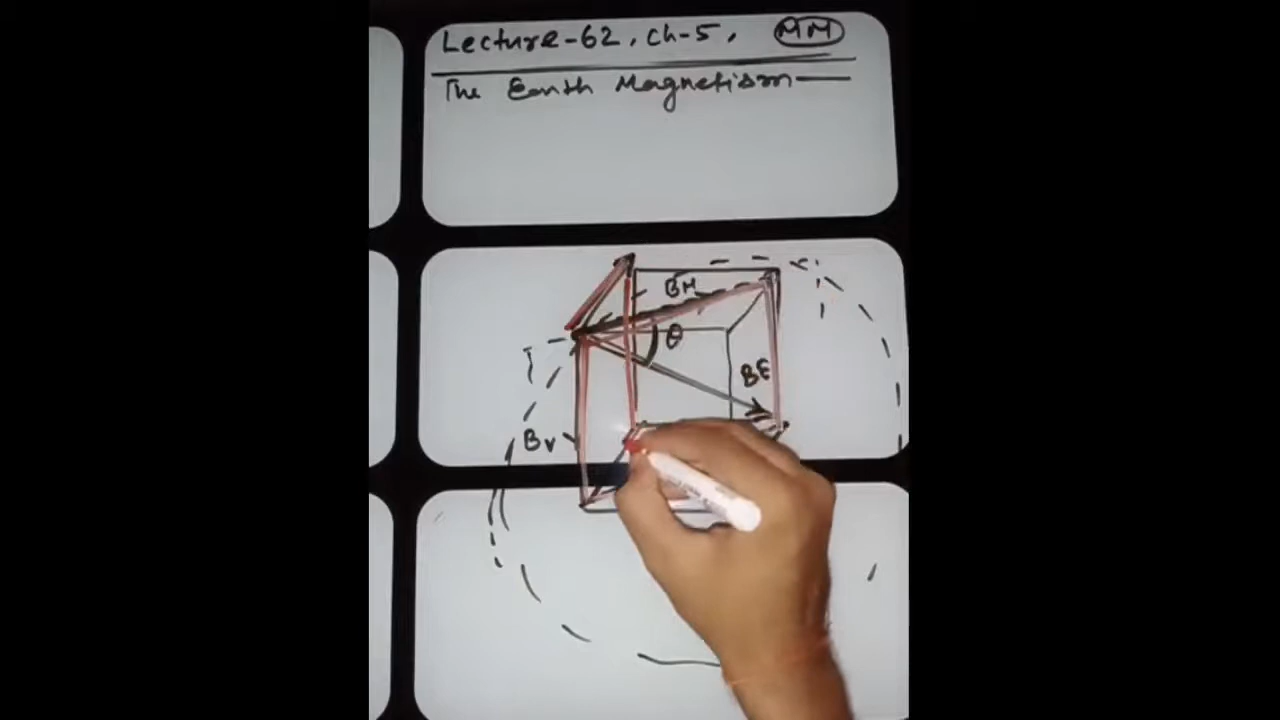 Lecture-62, Ch-5, MM
The Earth Magnetism
BH
θ
BE
Bv